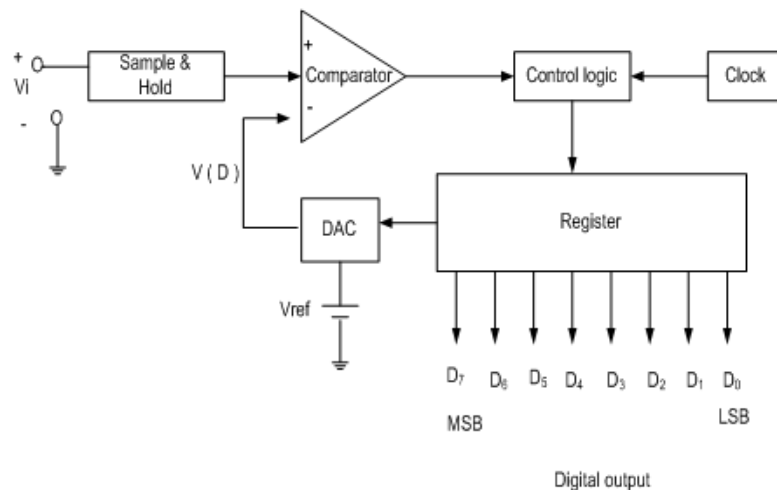 +
Vi
-
Sample &
Hold
+
Comparator
-
Control logic
Clock
V ( D )
DAC
Register
Vref
D₇ D₆ D₅ D₄ D₃ D₂ D₁ D₀
MSB LSB
Digital output